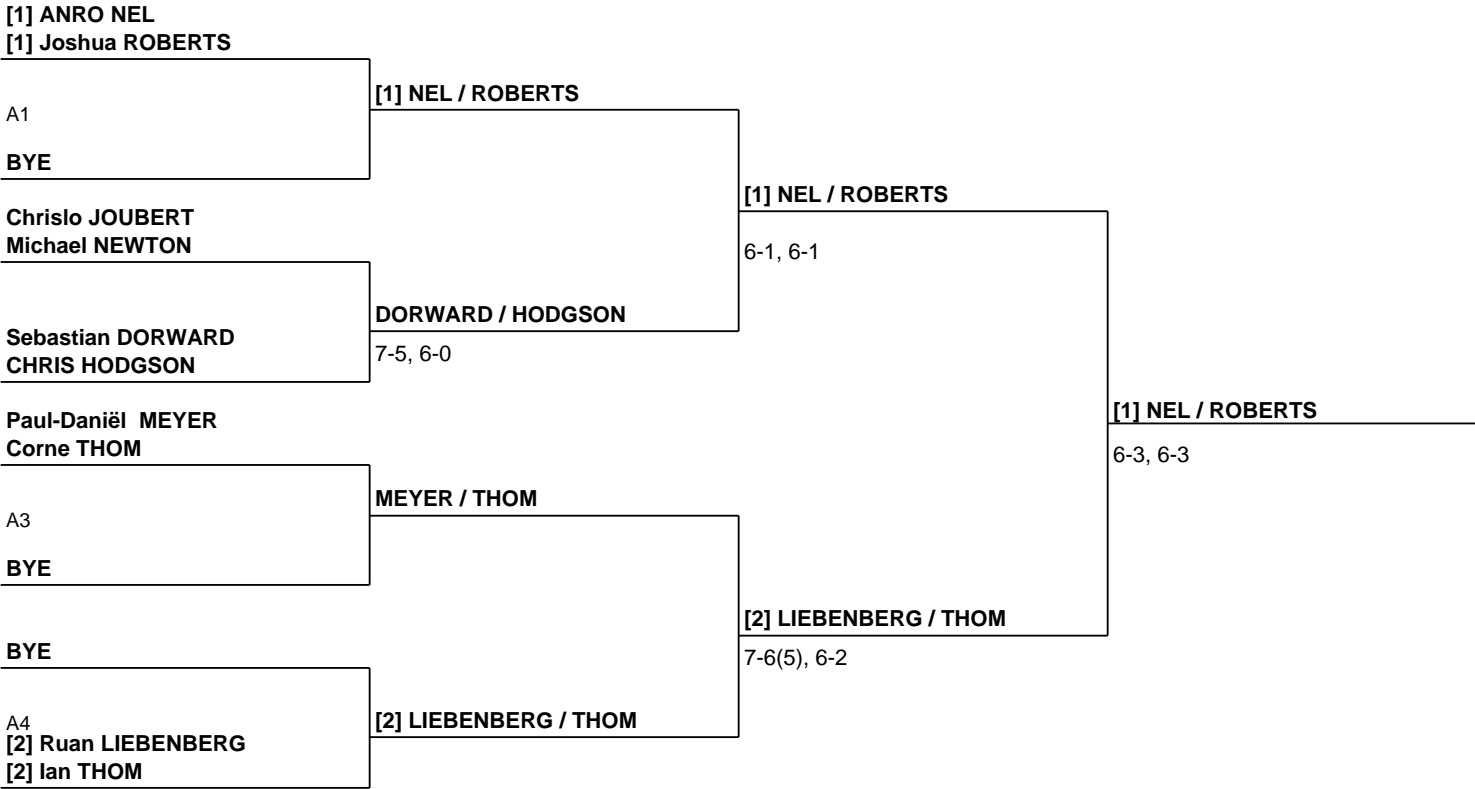 [1] ANRO NEL
[1] Joshua ROBERTS
A1
BYE
[1] NEL / ROBERTS
Chrislo JOUBERT
Michael NEWTON
Sebastian DORWARD
CHRIS HODGSON
DORWARD / HODGSON
7-5, 6-0
[1] NEL / ROBERTS
6-1, 6-1
Paul-Daniël  MEYER
Corne THOM
A3
BYE
MEYER / THOM
BYE
A4
[2] Ruan LIEBENBERG
[2] Ian THOM
[2] LIEBENBERG / THOM
[2] LIEBENBERG / THOM
7-6(5), 6-2
[1] NEL / ROBERTS
6-3, 6-3